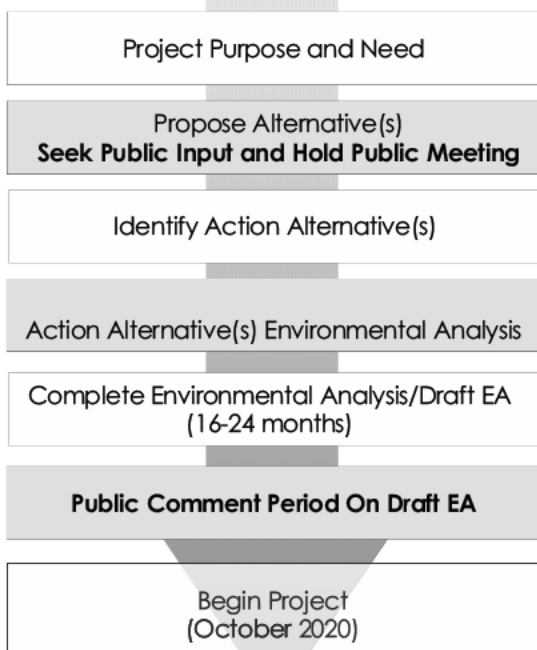 Project Purpose and Need
Propose Alternative(s)
Seek Public Input and Hold Public Meeting
Identify Action Alternative(s)
Action Alternative(s) Environmental Analysis
Complete Environmental Analysis/Draft EA
(16-24 months)
Public Comment Period On Draft EA
Begin Project
(October 2020)